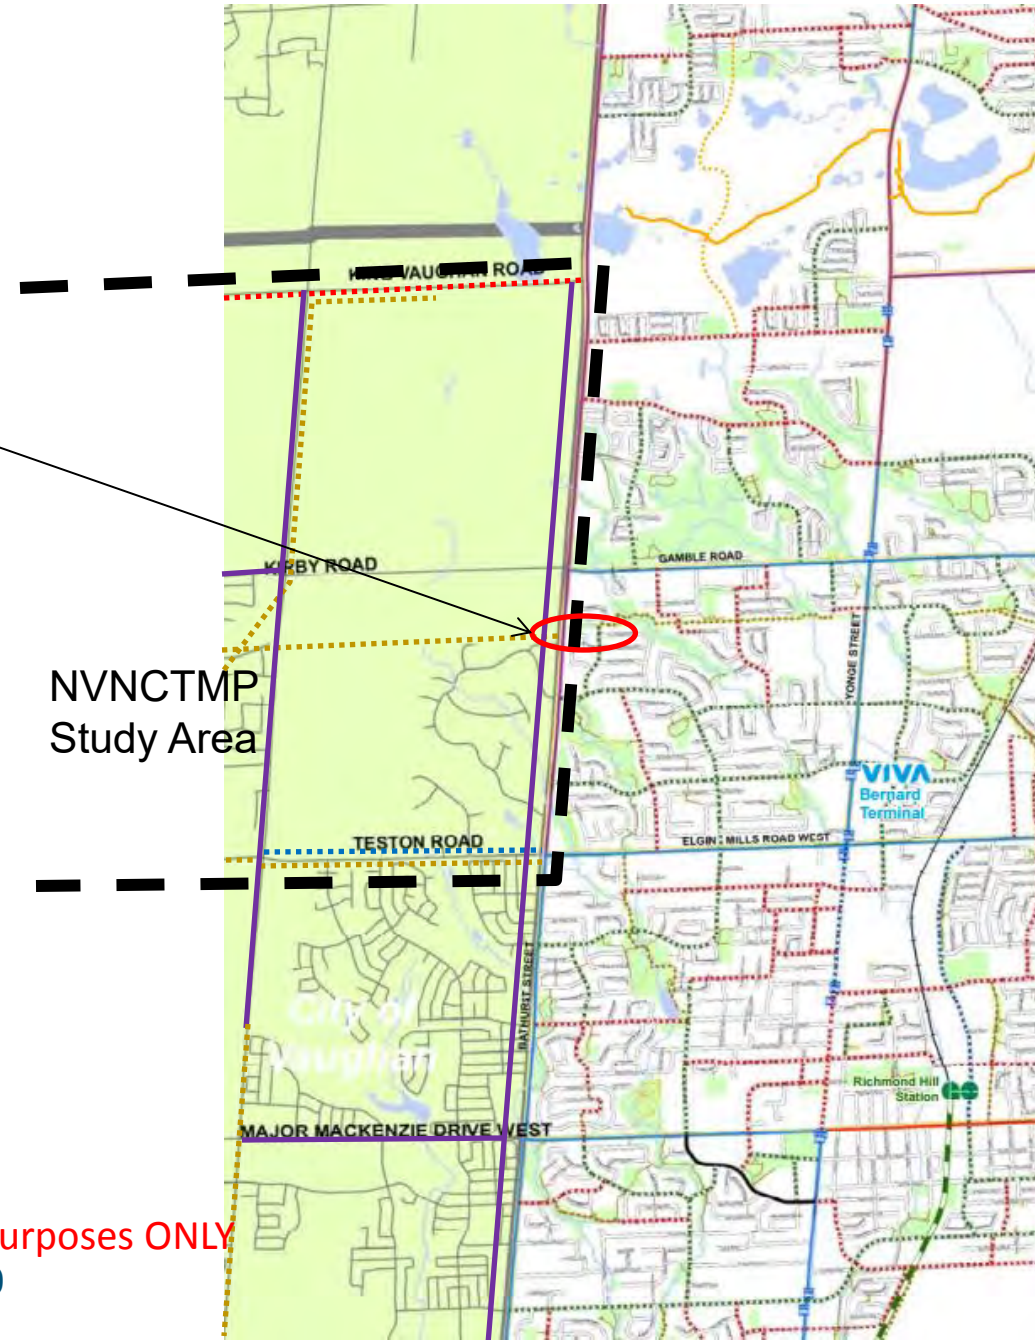 KING VAUGHAN ROAD
KIRBY ROAD
GAMBLE ROAD
YONGE STREET
NVNCTMP
Study Area
VIVA
Bernard
Terminal
TESTON ROAD
ELGIN MILLS ROAD WEST
BATHURST STREET
City of
Vaughan
Richmond Hill
Station
MAJOR MACKENZIE DRIVE WEST
urposes ONLY